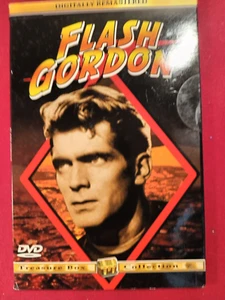 DIGITALLY REMASTERED
FLASH
GORDON
DVD
Treasure Box Collection